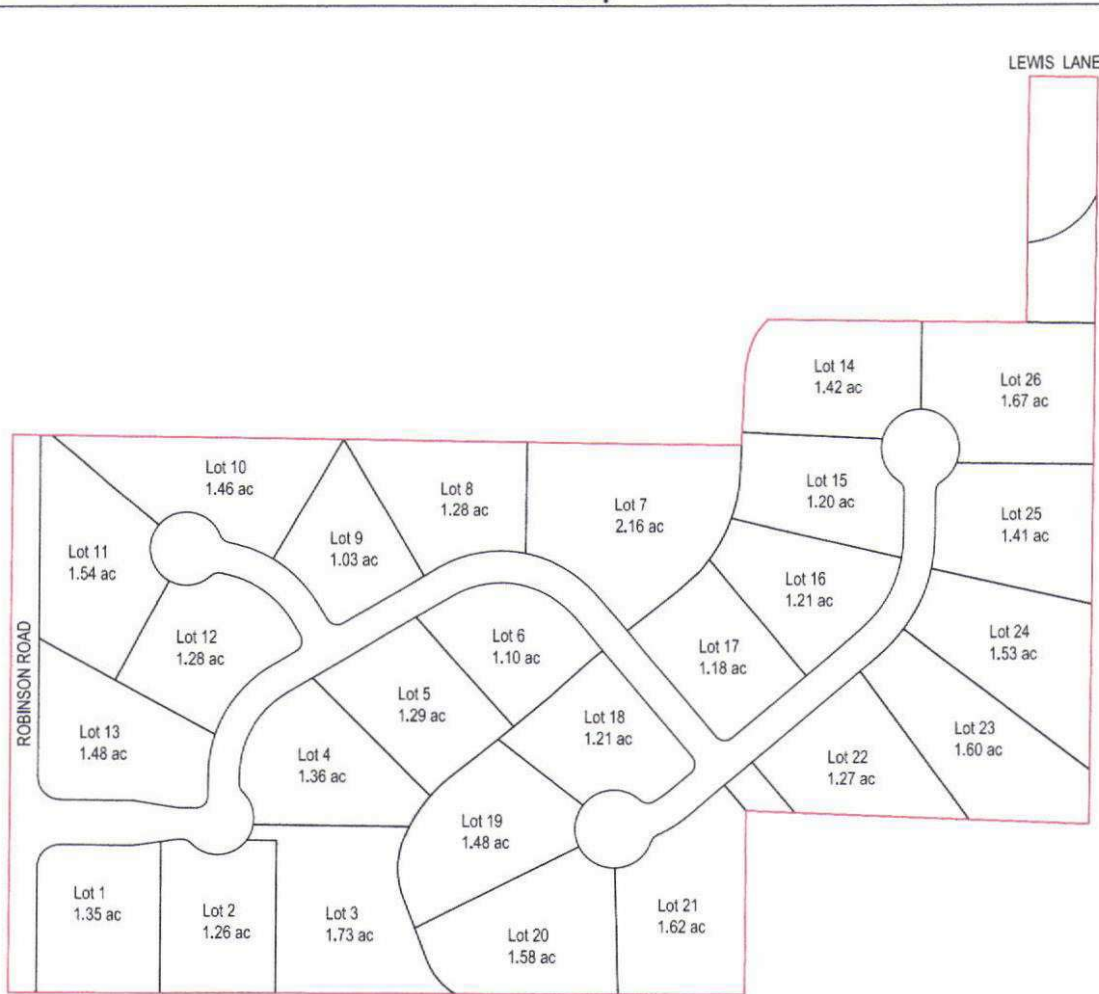 LEWIS LANE
Lot 14
1.42 ac
Lot 26
1.67 ac
Lot 10
1.46 ac
Lot 8
1.28 ac
Lot 7
2.16 ac
Lot 15
1.20 ac
Lot 25
1.41 ac
Lot 9
1.03 ac
Lot 11
1.54 ac
Lot 16
1.21 ac
Lot 24
1.53 ac
Lot 12
1.28 ac
Lot 6
1.10 ac
Lot 17
1.18 ac
ROBINSON ROAD
Lot 5
1.29 ac
Lot 18
1.21 ac
Lot 13
1.48 ac
Lot 4
1.36 ac
Lot 23
1.60 ac
Lot 22
1.27 ac
Lot 19
1.48 ac
Lot 1
1.35 ac
Lot 2
1.26 ac
Lot 3
1.73 ac
Lot 21
1.62 ac
Lot 20
1.58 ac